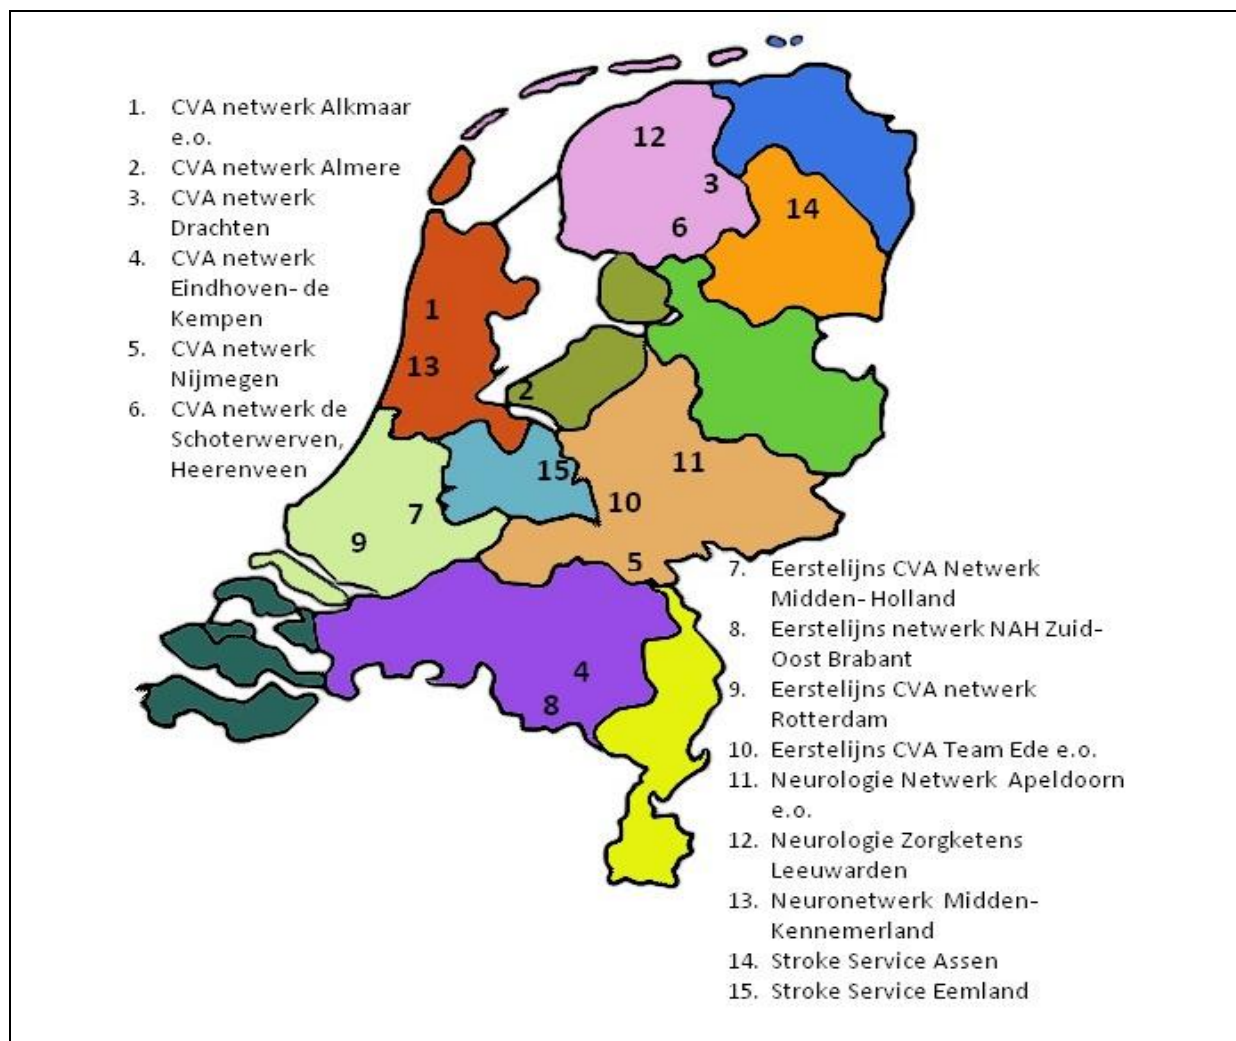 1. CVA netwerk Alkmaar
e.o.
2. CVA netwerk Almere
3. CVA netwerk
Drachten
4. CVA netwerk
Eindhoven- de
Kempen
5. CVA netwerk
Nijmegen
6. CVA netwerk de
Schoterwerven,
Heerenveen
12
3
6
14
1
13
2
15
11
10
7
9
5
4
8
7. Eerstelijns CVA Netwerk
Midden- Holland
8. Eerstelijns netwerk NAH Zuid-
Oost Brabant
9. Eerstelijns CVA netwerk
Rotterdam
10. Eerstelijns CVA Team Ede e.o.
11. Neurologie Netwerk Apeldoorn
e.o.
12. Neurologie Zorgketens
Leeuwarden
13. Neuronetwerk Midden-
Kennemerland
14. Stroke Service Assen
15. Stroke Service Eemland